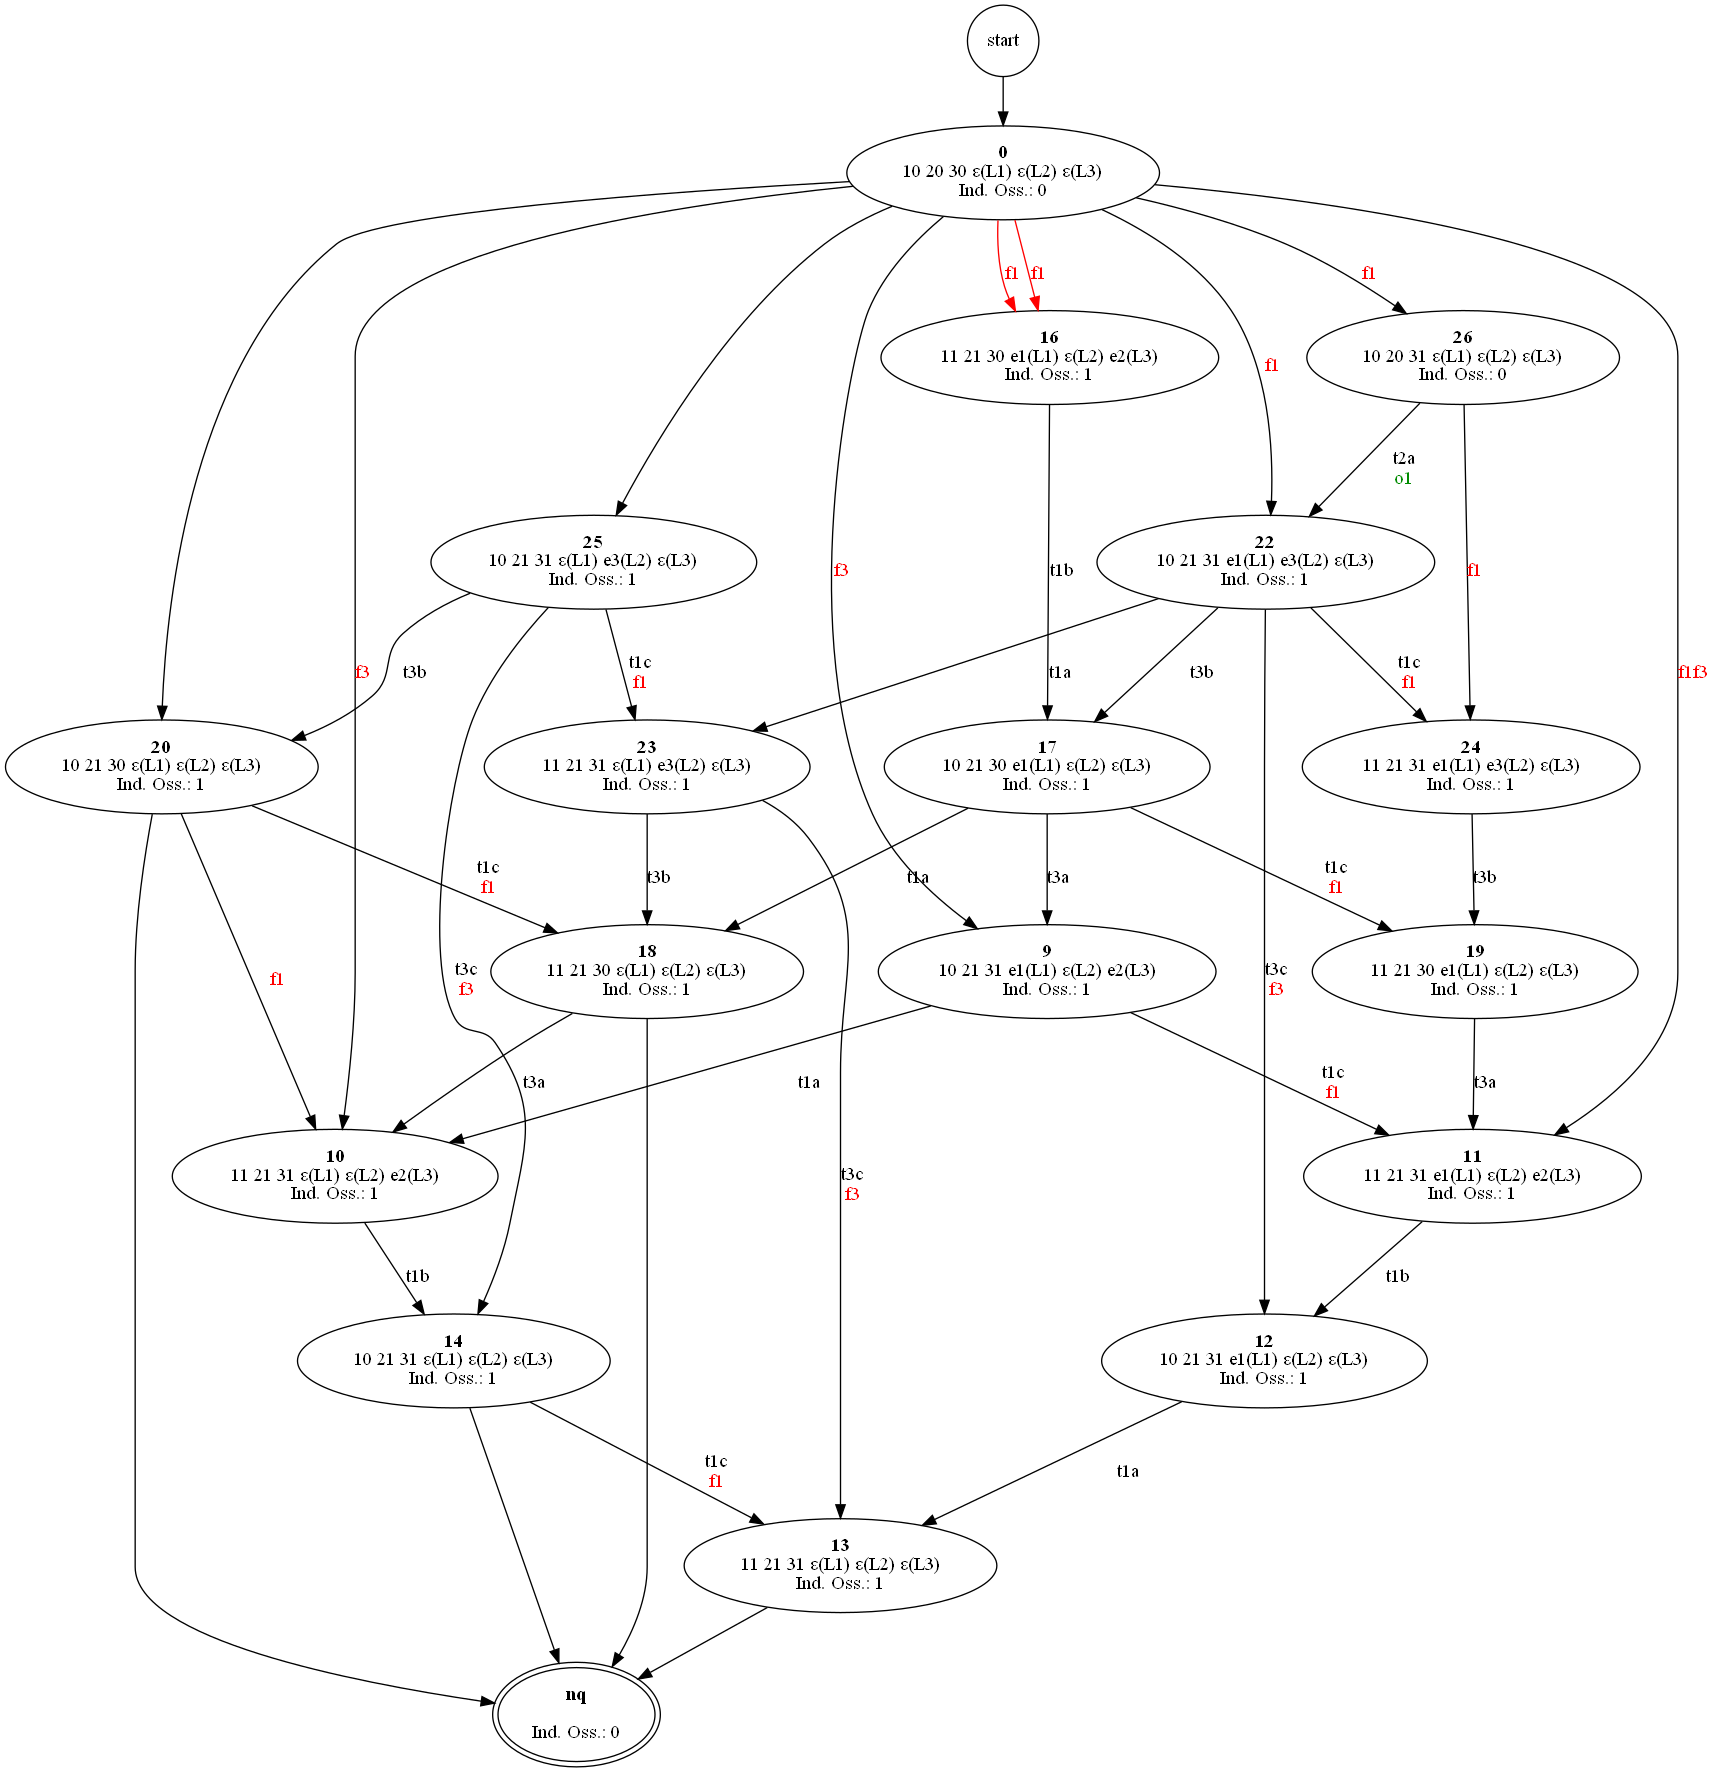 start
0
10 20 30 ε(L1) ε(L2) ε(L3)
Ind. Oss.: 0
f1
f1
f1
16
11 21 30 e1(L1) ε(L2) e2(L3)
Ind. Oss.: 1
26
10 20 31 ε(L1) ε(L2) ε(L3)
Ind. Oss.: 0
f1
t2a
o1
25
10 21 31 ε(L1) e3(L2) ε(L3)
Ind. Oss.: 1
22
10 21 31 e1(L1) e3(L2) ε(L3)
Ind. Oss.: 1
f3
t1b
f1
f3
t3b
t1c
f1
t1a
t3b
t1c
f1
f1f3
20
10 21 30 ε(L1) ε(L2) ε(L3)
Ind. Oss.: 1
23
11 21 31 ε(L1) e3(L2) ε(L3)
Ind. Oss.: 1
17
10 21 30 e1(L1) ε(L2) ε(L3)
Ind. Oss.: 1
24
11 21 31 e1(L1) e3(L2) ε(L3)
Ind. Oss.: 1
t1c
f1
t3b
t1a
t3a
t1c
f1
t3b
f1
t3c
f3
18
11 21 30 ε(L1) ε(L2) ε(L3)
Ind. Oss.: 1
9
10 21 31 e1(L1) ε(L2) e2(L3)
Ind. Oss.: 1
t3c
f3
19
11 21 30 e1(L1) ε(L2) ε(L3)
Ind. Oss.: 1
t3a
t1a
t1c
f1
t3a
10
11 21 31 ε(L1) ε(L2) e2(L3)
Ind. Oss.: 1
t3c
f3
11
11 21 31 e1(L1) ε(L2) e2(L3)
Ind. Oss.: 1
t1b
t1b
14
10 21 31 ε(L1) ε(L2) ε(L3)
Ind. Oss.: 1
12
10 21 31 e1(L1) ε(L2) ε(L3)
Ind. Oss.: 1
t1c
f1
t1a
13
11 21 31 ε(L1) ε(L2) ε(L3)
Ind. Oss.: 1
nq
Ind. Oss.: 0